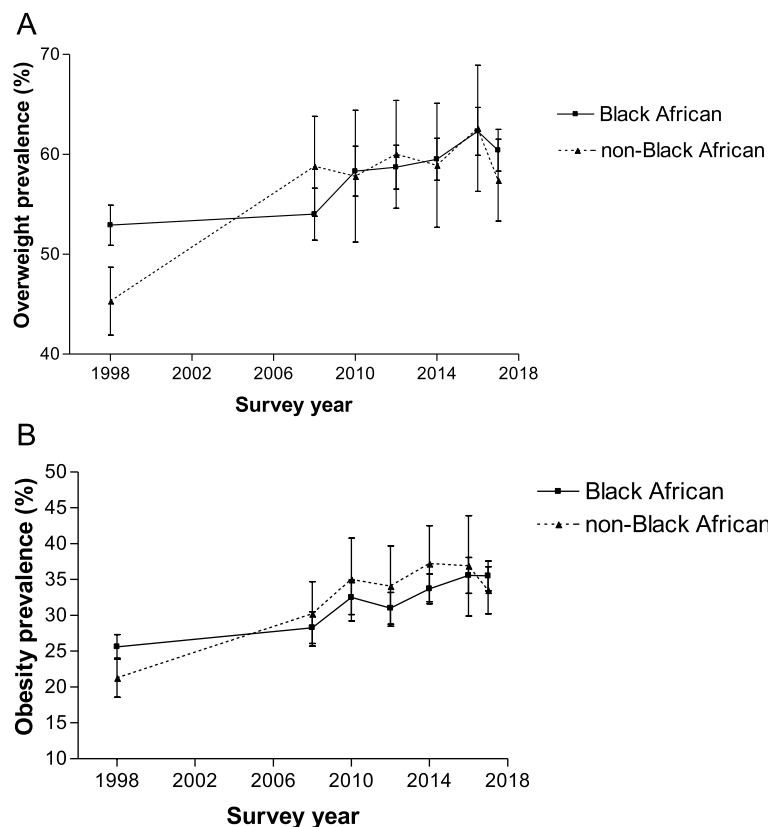 A
70
60
50
40
Overweight prevalence (%)
Black African
non-Black African
1998 2002 2006 2010 2014 2018
Survey year
B
50
45
40
35
30
25
20
15
10
Obesity prevalence (%)
Black African
non-Black African
1998 2002 2006 2010 2014 2018
Survey year